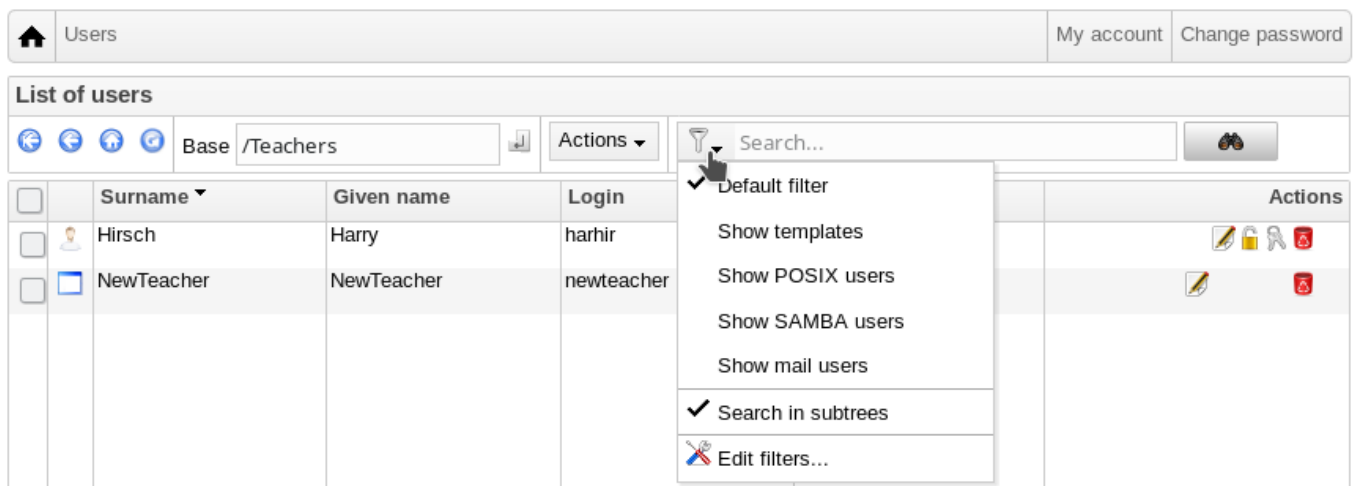 Users My account Change password
List of users
Base /Teachers Actions Search...
Surname Given name Login Actions
Hirsch Harry harhir
NewTeacher NewTeacher newteacher
Default filter
Show templates
Show POSIX users
Show SAMBA users
Show mail users
Search in subtrees
Edit filters...